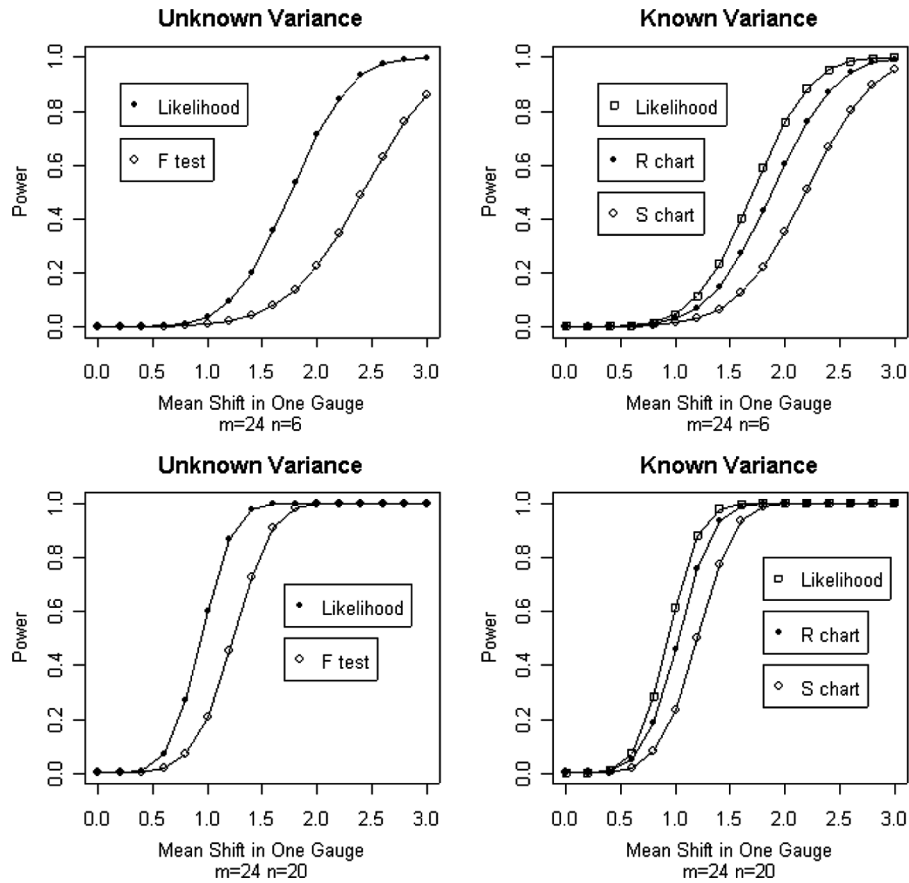 Unknown Variance
Power
1.0
0.8
0.6
0.4
0.2
0.0
Likelihood
F test
0.0 0.5 1.0 1.5 2.0 2.5 3.0
Mean Shift in One Gauge
m=24 n=6
Known Variance
Power
1.0
0.8
0.6
0.4
0.2
0.0
Likelihood
R chart
S chart
0.0 0.5 1.0 1.5 2.0 2.5 3.0
Mean Shift in One Gauge
m=24 n=6
Unknown Variance
Power
1.0
0.8
0.6
0.4
0.2
0.0
Likelihood
F test
0.0 0.5 1.0 1.5 2.0 2.5 3.0
Mean Shift in One Gauge
m=24 n=20
Known Variance
Power
1.0
0.8
0.6
0.4
0.2
0.0
Likelihood
R chart
S chart
0.0 0.5 1.0 1.5 2.0 2.5 3.0
Mean Shift in One Gauge
m=24 n=20